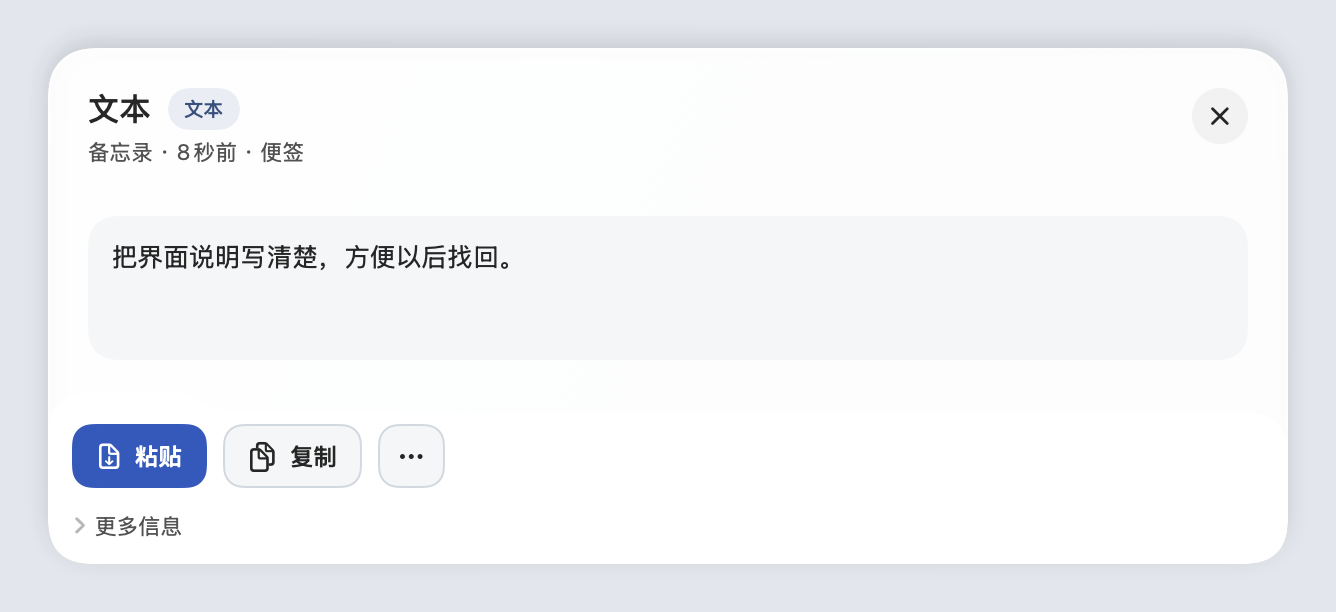 文本 文本
备忘录 · 8秒前 · 便签
把界面说明写清楚，方便以后找回。
粘贴 复制 ···
更多信息